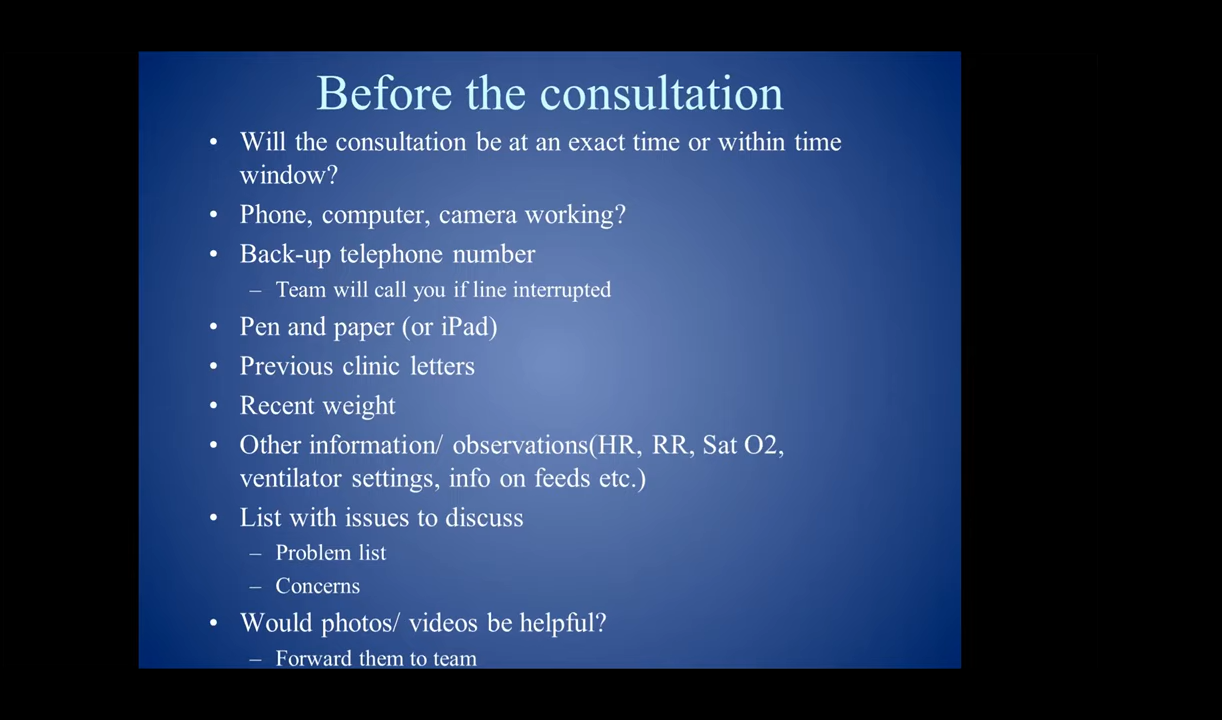 Before the consultation
• Will the consultation be at an exact time or within time
window?
• Phone, computer, camera working?
• Back-up telephone number
– Team will call you if line interrupted
• Pen and paper (or iPad)
• Previous clinic letters
• Recent weight
• Other information/ observations(HR, RR, Sat O2,
ventilator settings, info on feeds etc.)
• List with issues to discuss
– Problem list
– Concerns
• Would photos/ videos be helpful?
– Forward them to team